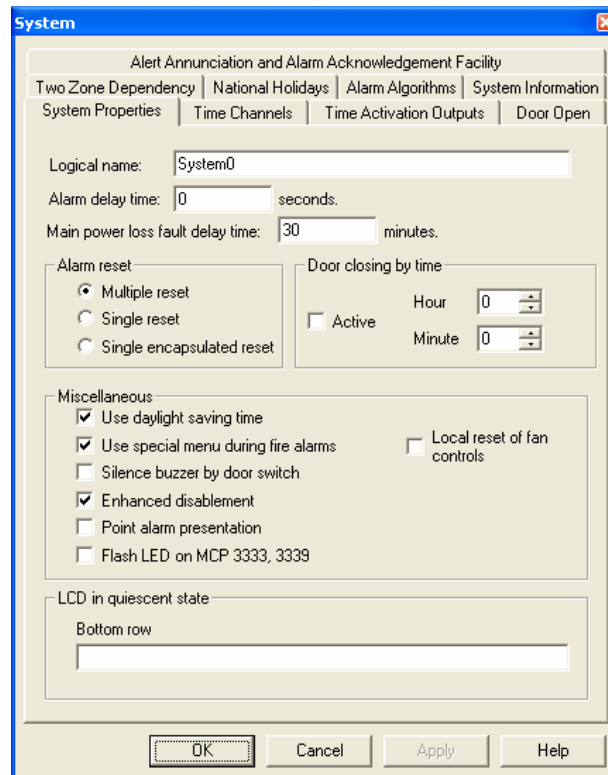 System
Alert Annunciation and Alarm Acknowledgement Facility
Two Zone Dependency National Holidays Alarm Algorithms System Information
System Properties Time Channels Time Activation Outputs Door Open
Logical name: System0
Alarm delay time: 0 seconds.
Main power loss fault delay time: 30 minutes.
Alarm reset
Multiple reset
Single reset
Single encapsulated reset
Door closing by time
Active
Hour 0
Minute 0
Miscellaneous
Use daylight saving time
Use special menu during fire alarms
Silence buzzer by door switch
Enhanced disablement
Point alarm presentation
Flash LED on MCP 3333, 3339
Local reset of fan
controls
LCD in quiescent state
Bottom row
OK Cancel Apply Help